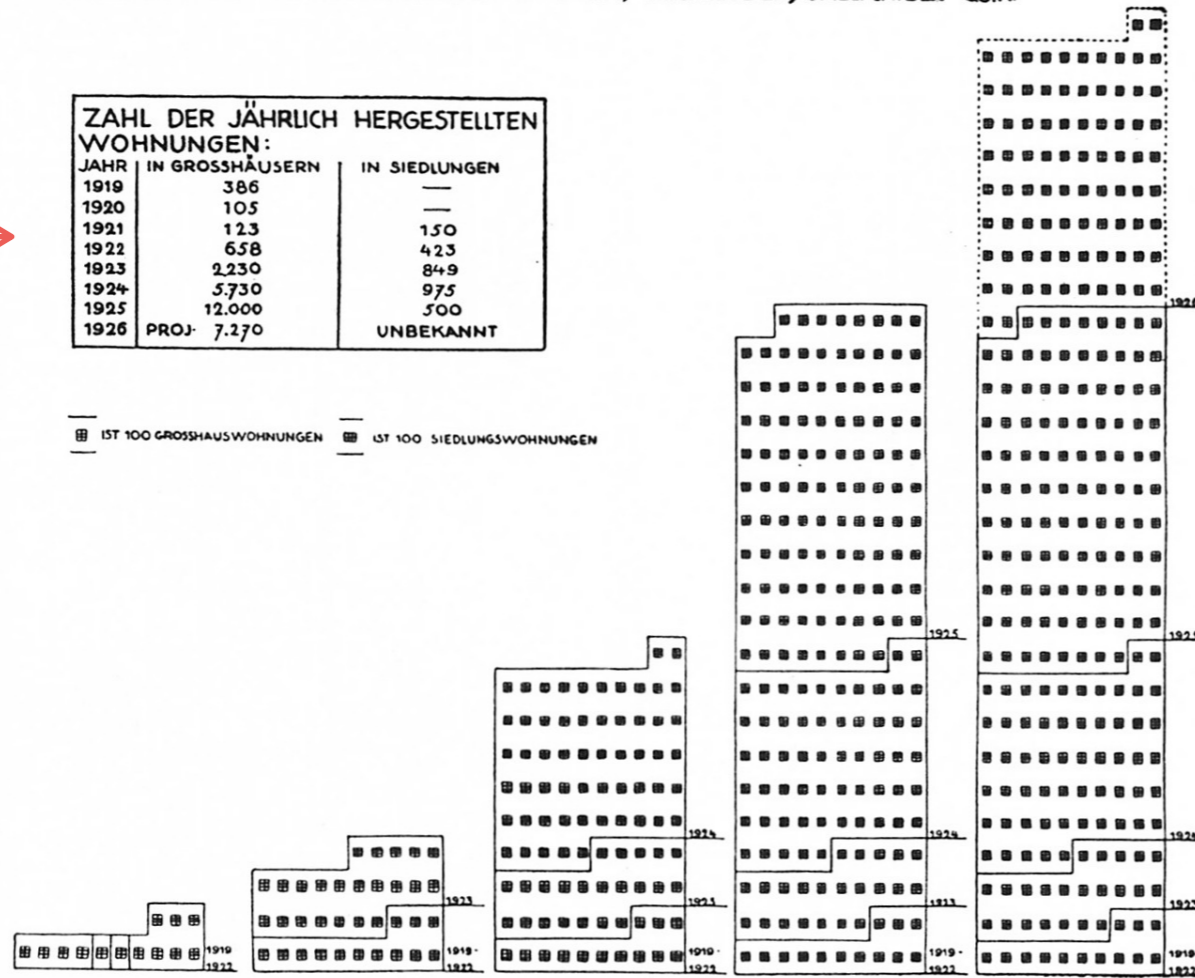 ZAHL DER JÄHRLICH HERGESTELLTEN
WOHNUNGEN:
JAHR IN GROSSHÄUSERN IN SIEDLUNGEN
1919 386 —
1920 105 —
1921 123 150
1922 658 423
1923 2.230 849
1924 5.730 975
1925 12.000 500
1926 PROJ. 7.270 UNBEKANNT
IST 100 GROSSHAUSWOHNUNGEN IST 100 SIEDLUNGSWOHNUNGEN
1919
1922
1923
1919-
1922
1924
1923
1919-
1922
1925
1924
1923
1919-
1922
1926
1925
1924
1923
1919